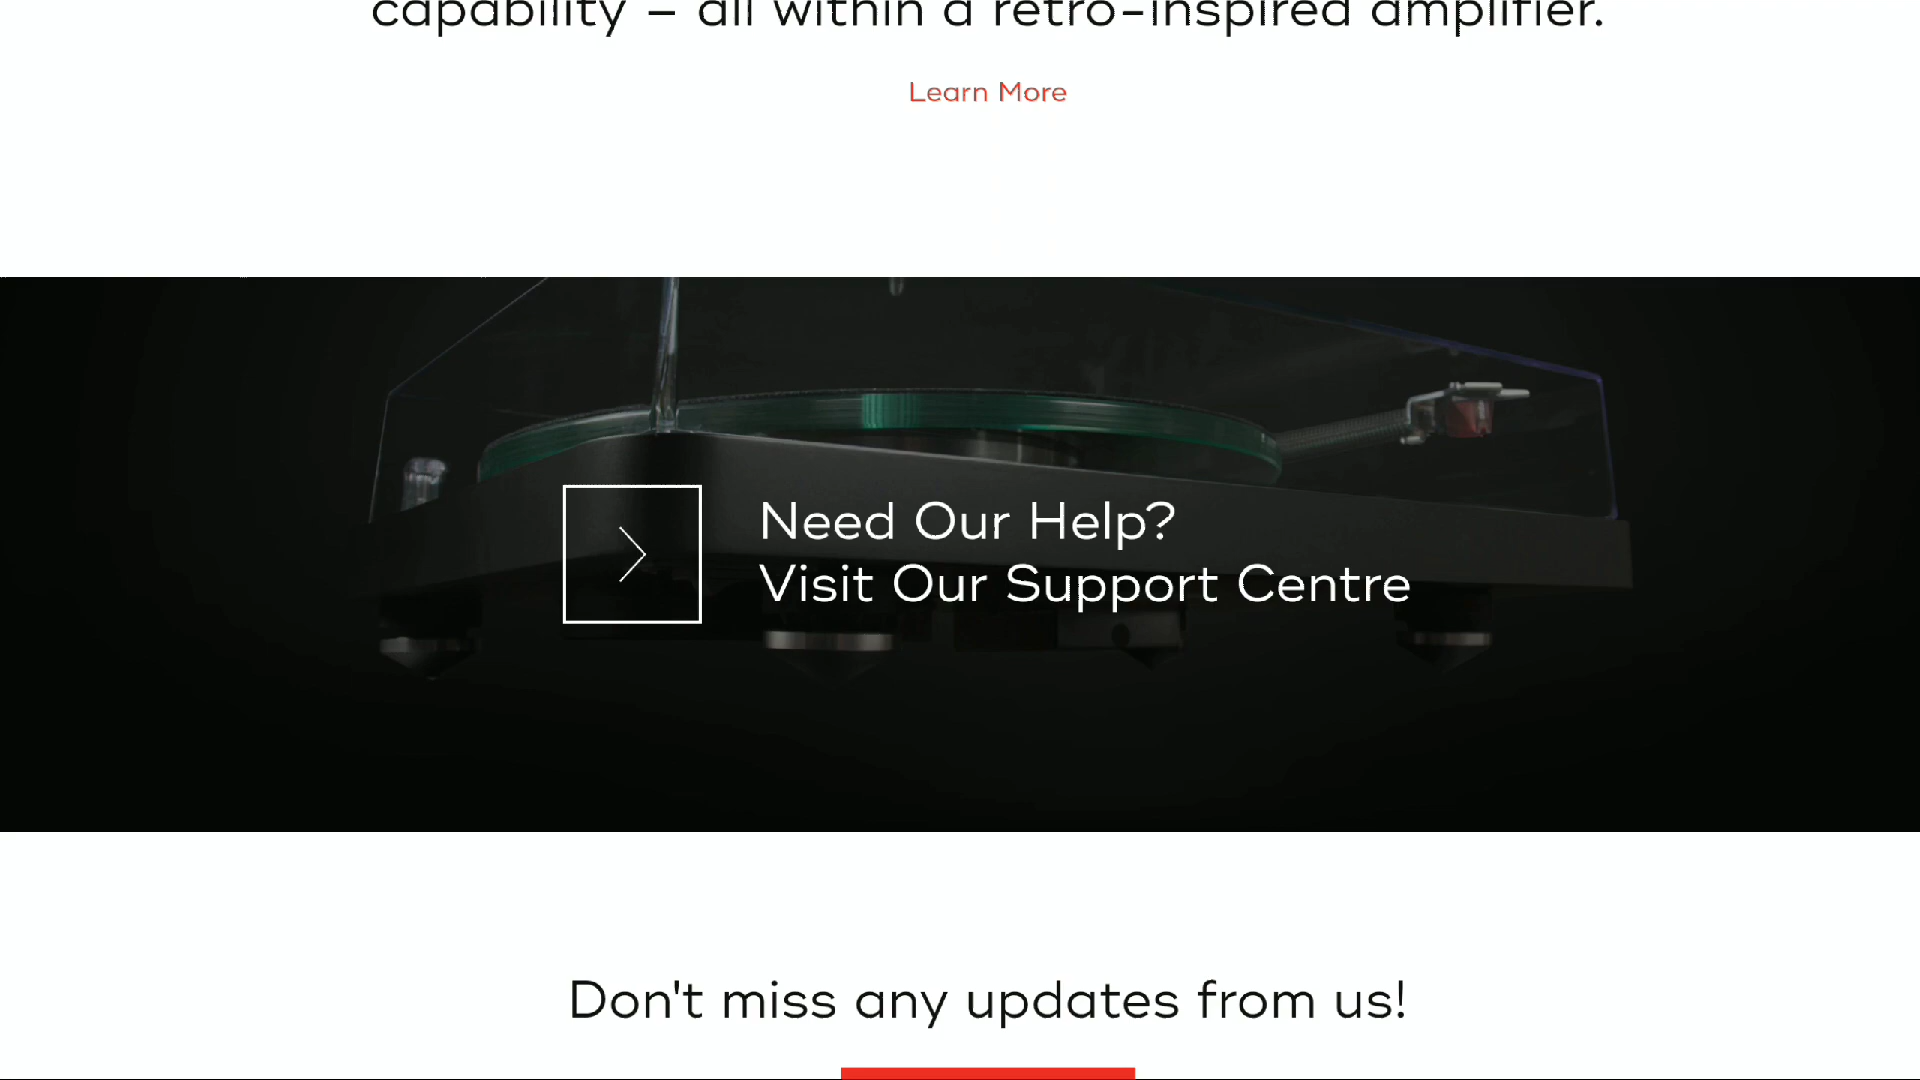 capability – all within a retro-inspired amplifier.
Learn More
Need Our Help?
Visit Our Support Centre
Don't miss any updates from us!